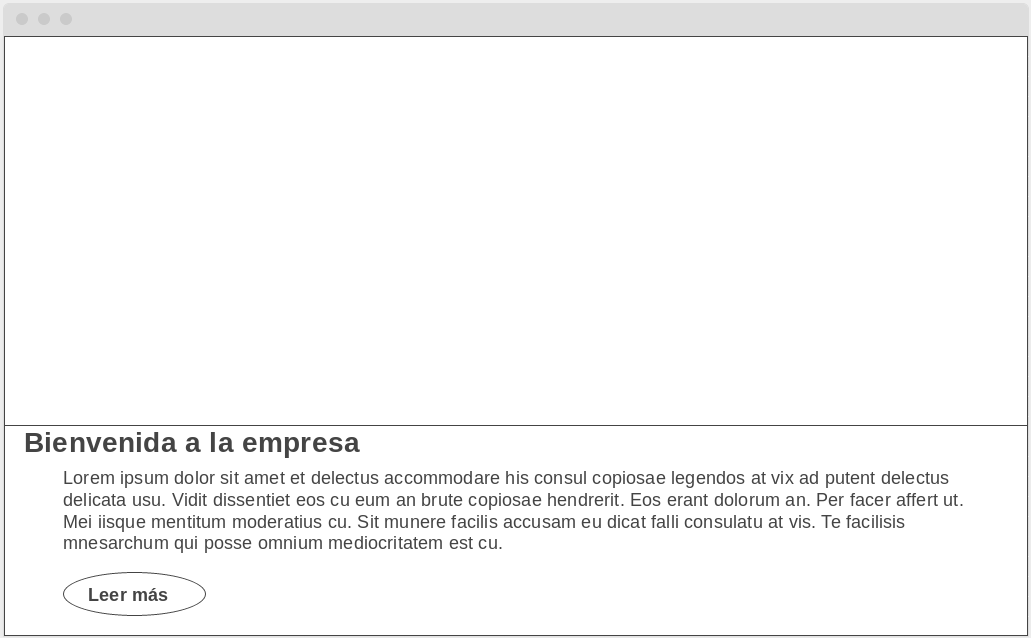 Bienvenida a la empresa
Lorem ipsum dolor sit amet et delectus accommodare his consul copiosae legendos at vix ad putent delectus
delicata usu. Vidit dissentiet eos cu eum an brute copiosae hendrerit. Eos erant dolorum an. Per facer affert ut.
Mei iisque mentitum moderatius cu. Sit munere facilis accusam eu dicat falli consulatu at vis. Te facilisis
mnesarchum qui posse omnium mediocritatem est cu.
Leer más